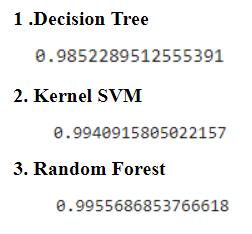 1 .Decision Tree
0.9852289512555391
2. Kernel SVM
0.9940915805022157
3. Random Forest
0.9955686853766618